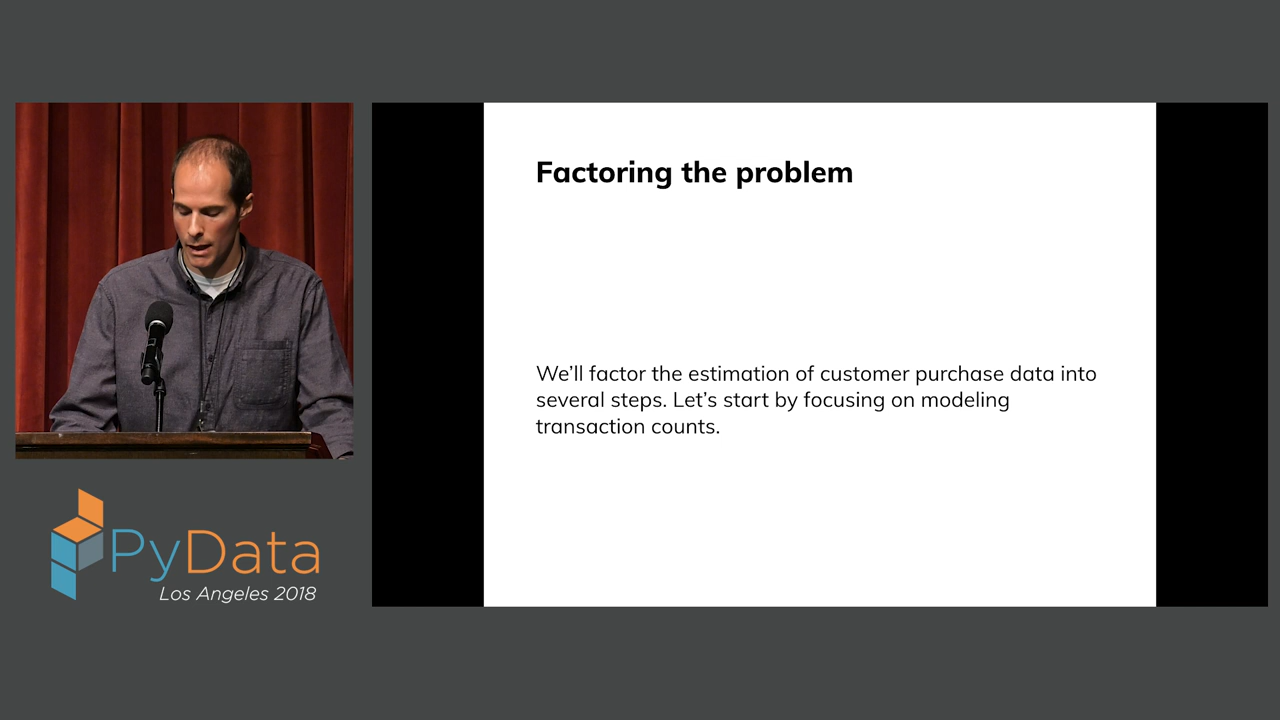 Factoring the problem
We’ll factor the estimation of customer purchase data into
several steps. Let’s start by focusing on modeling
transaction counts.
PyData
Los Angeles 2018